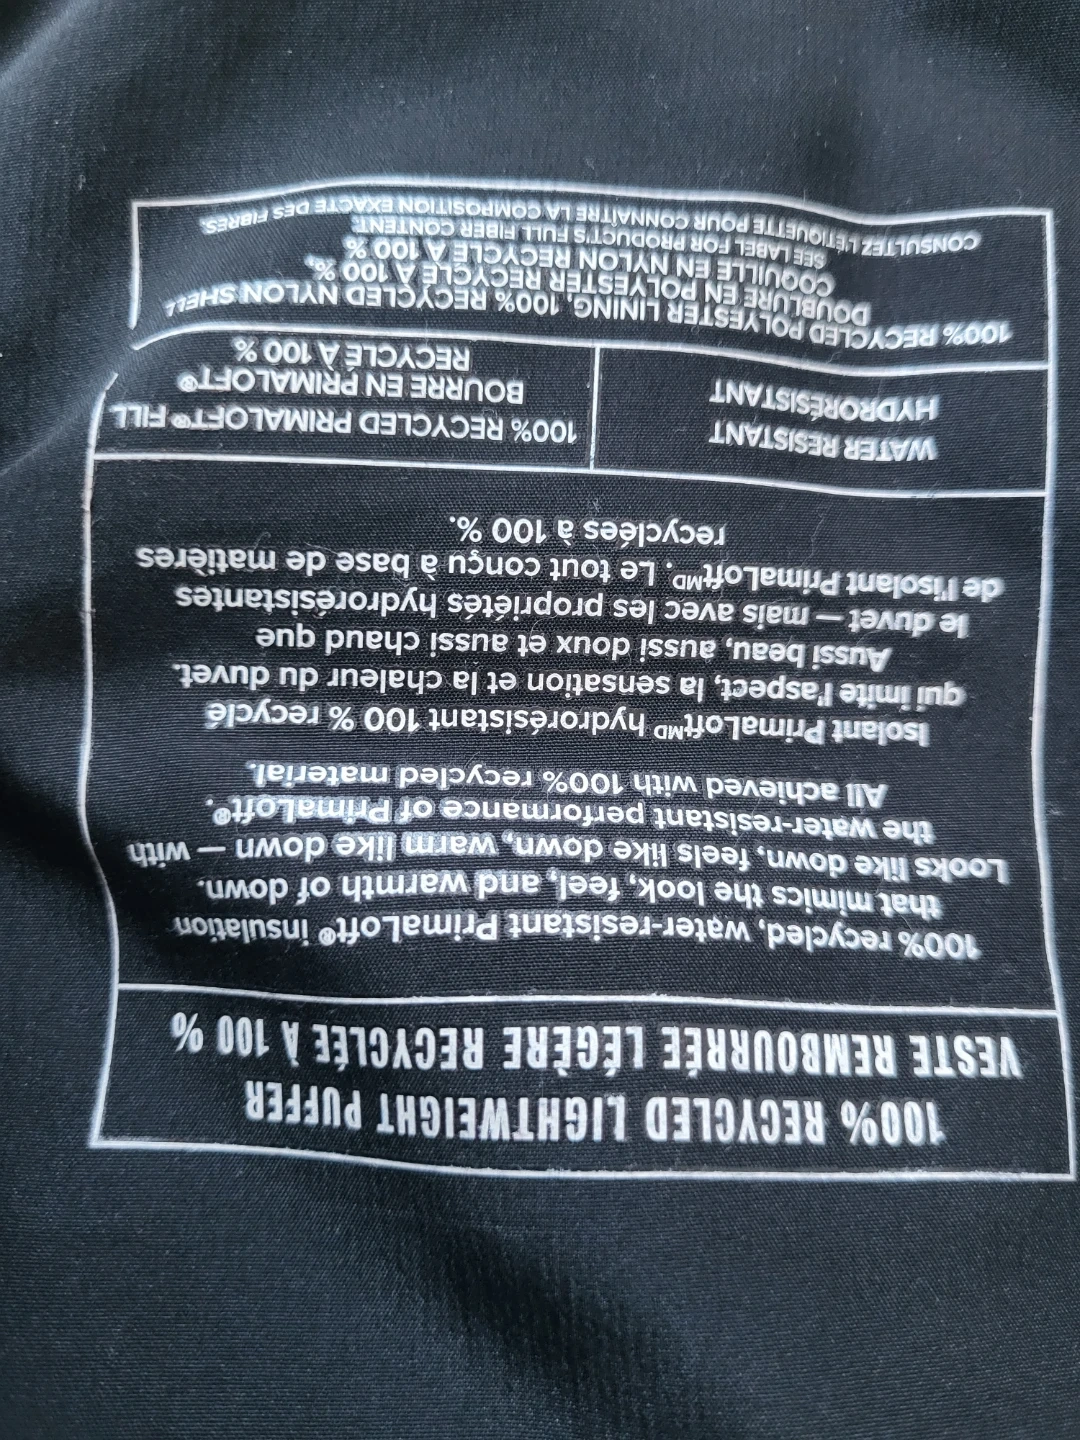 100% RECYCLED LIGHTWEIGHT PUFFER
VESTE REMBOURRÉE LÉGÈRE RECYCLÉE À 100 %
100% recycled, water-resistant PrimaLoft® insulation
that mimics the look, feel, and warmth of down.
Looks like down, feels like down, warm like down — with
the water-resistant performance of PrimaLoft®.
All achieved with 100% recycled material.
Isolant PrimaLoftMD hydrorésistant 100 % recyclé
qui imite l'aspect, la sensation et la chaleur du duvet.
Aussi beau, aussi doux et aussi chaud que
le duvet — mais avec les propriétés hydrorésistantes
de l'isolant PrimaLoftMD. Le tout conçu à base de matières
recyclées à 100 %.
WATER RESISTANT
HYDRORÉSISTANT
100% RECYCLED PRIMALOFT® FILL
BOURRE EN PRIMALOFT®
RECYCLÉ À 100 %
100% RECYCLED POLYESTER LINING, 100% RECYCLED NYLON SHELL
DOUBLURE EN POLYESTER RECYCLÉ À 100 %,
COQUILLE EN NYLON RECYCLÉ À 100 %
SEE LABEL FOR PRODUCT'S FULL FIBER CONTENT.
CONSULTEZ L'ÉTIQUETTE POUR CONNAÎTRE LA COMPOSITION EXACTE DES FIBRES.